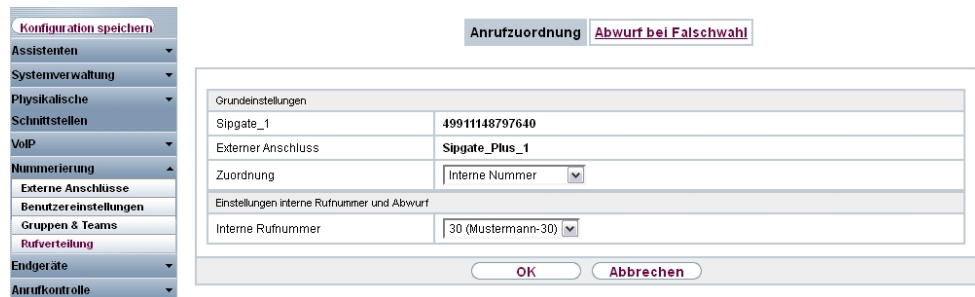 Konfiguration speichern
Assistenten
Systemverwaltung
Physikalische
Schnittstellen
VoIP
Nummerierung
Externe Anschlüsse
Benutzereinstellungen
Gruppen & Teams
Rufverteilung
Endgeräte
Anrufkontrolle
Anrufzuordnung Abwurf bei Falschwahl
Grundeinstellungen
Sipgate_1 49911148797640
Externer Anschluss Sipgate_Plus_1
Zuordnung Interne Nummer
Einstellungen interne Rufnummer und Abwurf
Interne Rufnummer 30 (Mustermann-30)
OK Abbrechen